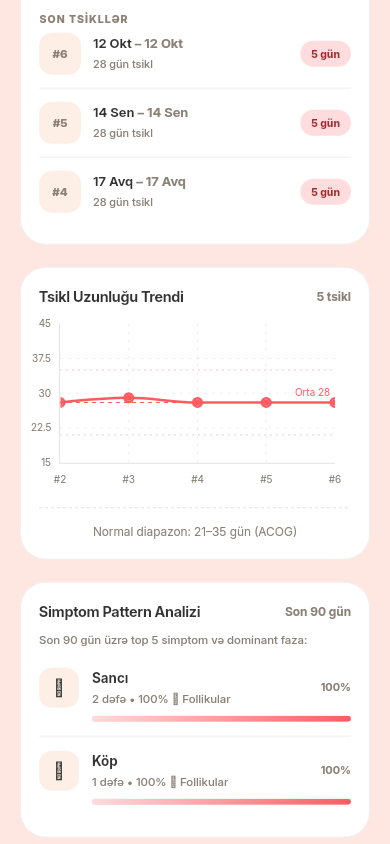 SON TSİKLLƏR
#6
12 Okt – 12 Okt
28 gün tsikl
5 gün
#5
14 Sen – 14 Sen
28 gün tsikl
5 gün
#4
17 Avq – 17 Avq
28 gün tsikl
5 gün
Tsikl Uzunluğu Trendi
5 tsikl
45
37.5
30
22.5
15
Orta 28
#2
#3
#4
#5
#6
Normal diapazon: 21–35 gün (ACOG)
Simptom Pattern Analizi
Son 90 gün
Son 90 gün üzrə top 5 simptom və dominant faza:
Sancı
100%
2 dəfə • 100% Follikular
Köp
100%
1 dəfə • 100% Follikular